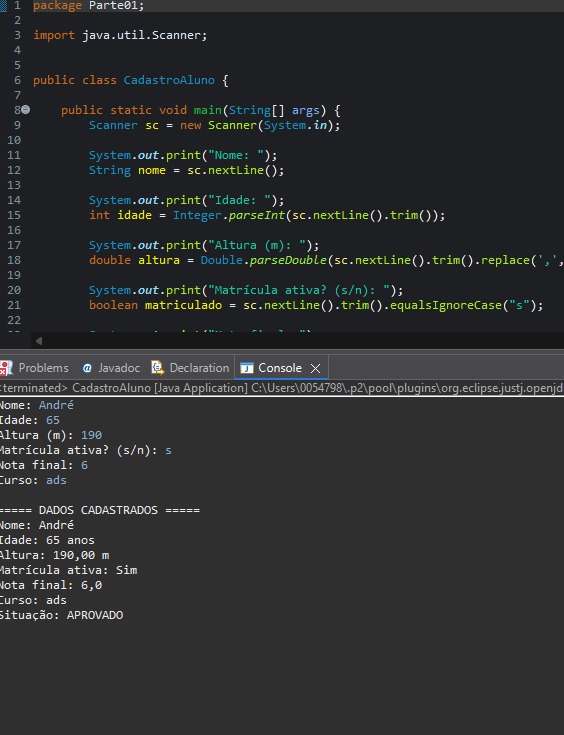 1 package Parte01;
2
3 import java.util.Scanner;
4
5
6 public class CadastroAluno {
7
8 public static void main(String[] args) {
9 Scanner sc = new Scanner(System.in);
10
11 System.out.print("Nome: ");
12 String nome = sc.nextLine();
13
14 System.out.print("Idade: ");
15 int idade = Integer.parseInt(sc.nextLine().trim());
16
17 System.out.print("Altura (m): ");
18 double altura = Double.parseDouble(sc.nextLine().trim().replace(',',
19
20 System.out.print("Matrícula ativa? (s/n): ");
21 boolean matriculado = sc.nextLine().trim().equalsIgnoreCase("s");
22
Problems @ Javadoc Declaration Console
<terminated> CadastroAluno [Java Application] C:\Users\0054798\.p2\pool\plugins\org.eclipse.justj.openjd
Nome: André
Idade: 65
Altura (m): 190
Matrícula ativa? (s/n): s
Nota final: 6
Curso: ads
===== DADOS CADASTRADOS =====
Nome: André
Idade: 65 anos
Altura: 190,00 m
Matrícula ativa: Sim
Nota final: 6,0
Curso: ads
Situação: APROVADO